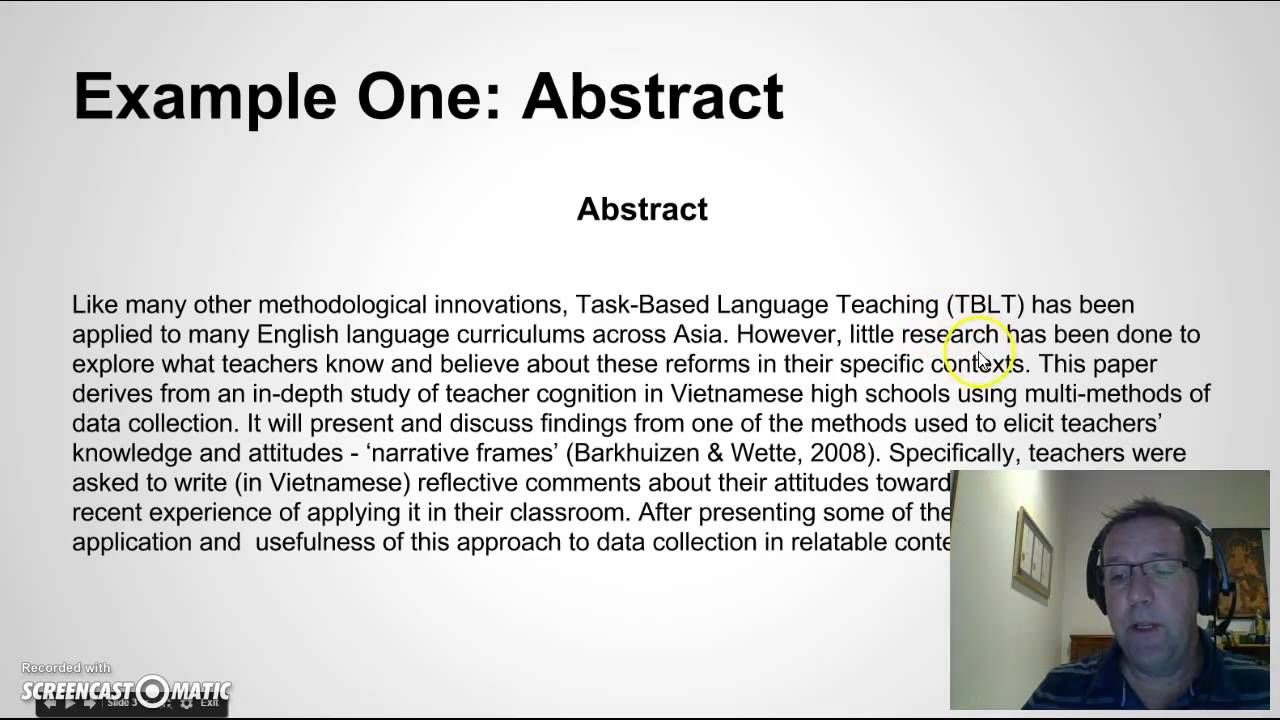 Example One: Abstract
Abstract
Like many other methodological innovations, Task-Based Language Teaching (TBLT) has been
applied to many English language curriculums across Asia. However, little research has been done to
explore what teachers know and believe about these reforms in their specific contexts. This paper
derives from an in-depth study of teacher cognition in Vietnamese high schools using multi-methods of
data collection. It will present and discuss findings from one of the methods used to elicit teachers’
knowledge and attitudes - ‘narrative frames’ (Barkhuizen & Wette, 2008). Specifically, teachers were
asked to write (in Vietnamese) reflective comments about their attitudes toward
recent experience of applying it in their classroom. After presenting some of the
application and  usefulness of this approach to data collection in relatable conte
Recorded with
SCREENCAST MATIC
Slide 3 Exit